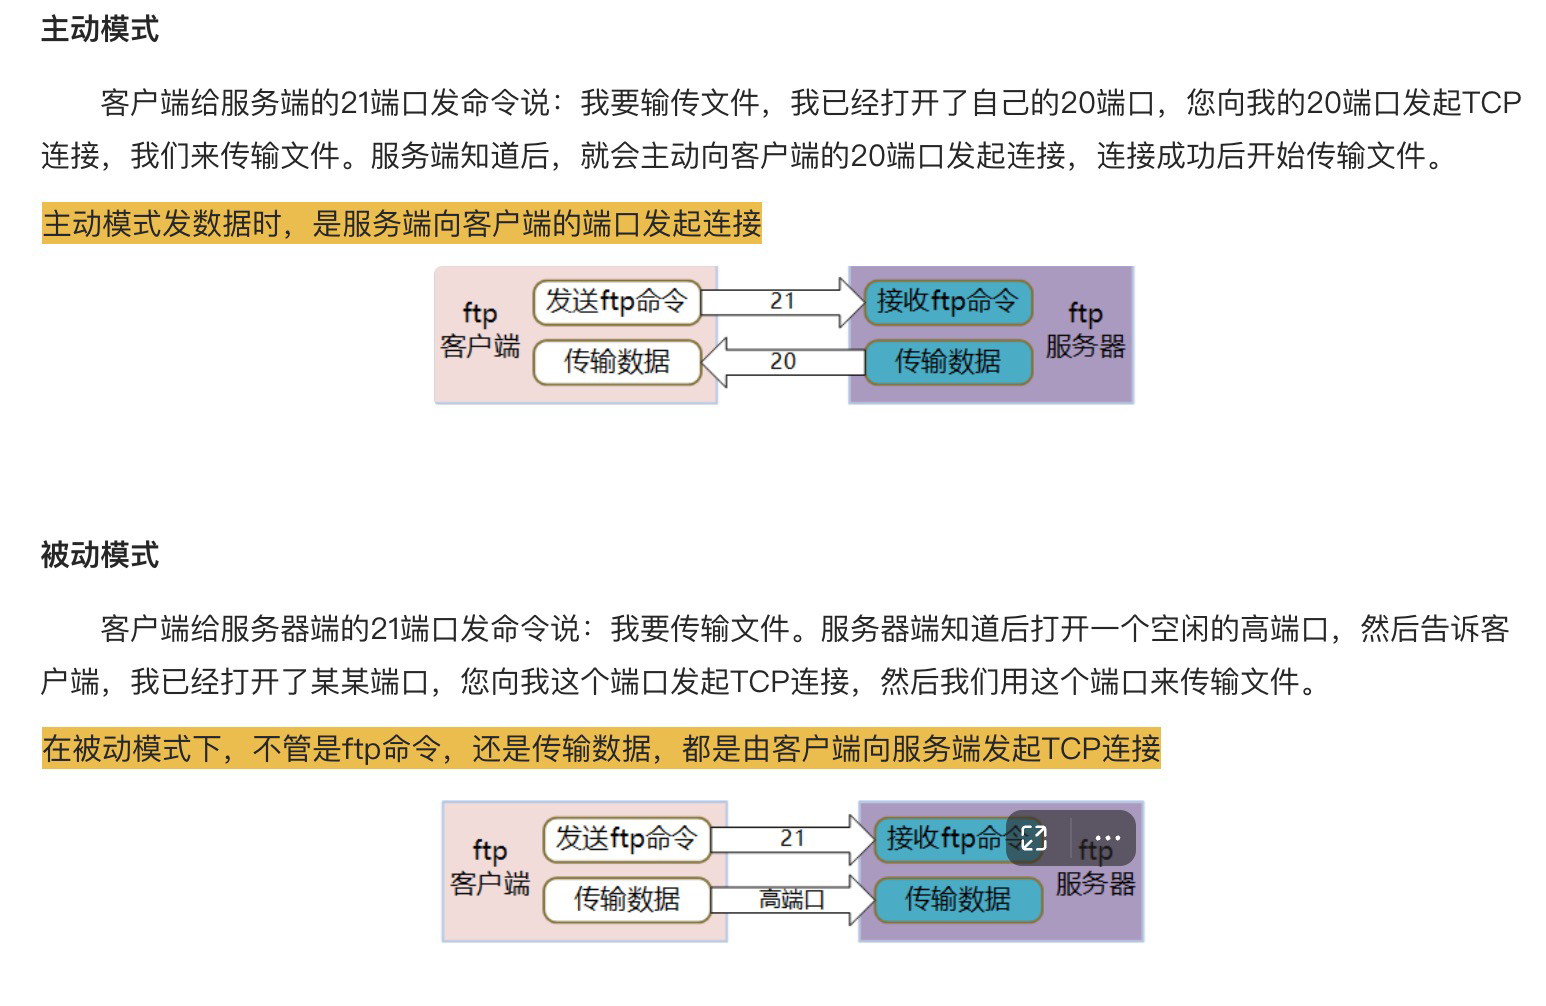 主动模式
客户端给服务端的21端口发命令说：我要输传文件，我已经打开了自己的20端口，您向我的20端口发起TCP
连接，我们来传输文件。服务端知道后，就会主动向客户端的20端口发起连接，连接成功后开始传输文件。
主动模式发数据时，是服务端向客户端的端口发起连接
ftp
客户端
发送ftp命令
21
接收ftp命令
传输数据
20
传输数据
ftp
服务器
被动模式
客户端给服务器端的21端口发命令说：我要传输文件。服务器端知道后打开一个空闲的高端口，然后告诉客
户端，我已经打开了某某端口，您向我这个端口发起TCP连接，然后我们用这个端口来传输文件。
在被动模式下，不管是ftp命令，还是传输数据，都是由客户端向服务端发起TCP连接
ftp
客户端
发送ftp命令
21
接收ftp命令
传输数据
高端口
传输数据
ftp
服务器